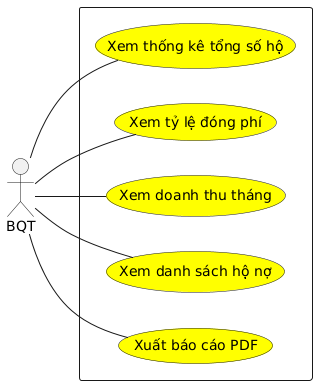 Xem thống kê tổng số hộ
Xem tỷ lệ đóng phí
Xem doanh thu tháng
BQT
Xem danh sách hộ nợ
Xuất báo cáo PDF